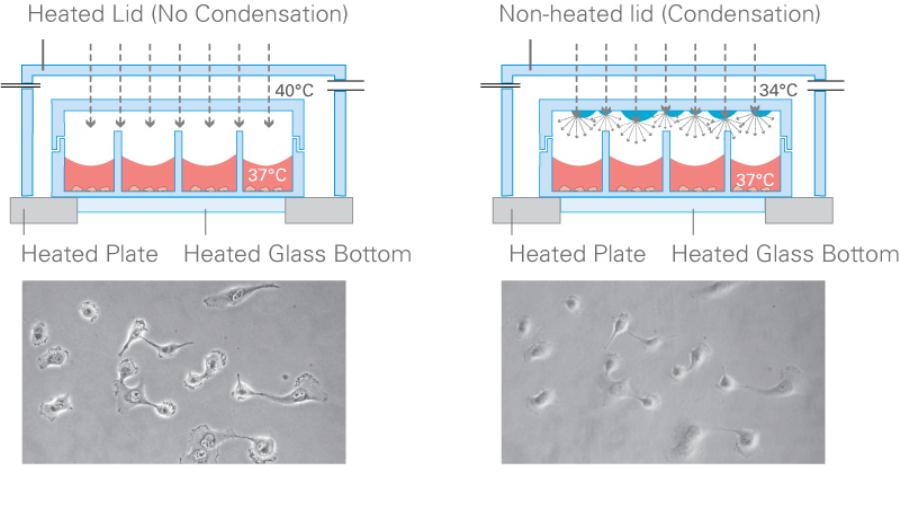 Heated Lid (No Condensation)
40°C
37°C
Heated Plate
Heated Glass Bottom
Non-heated lid (Condensation)
34°C
37°C
Heated Plate
Heated Glass Bottom